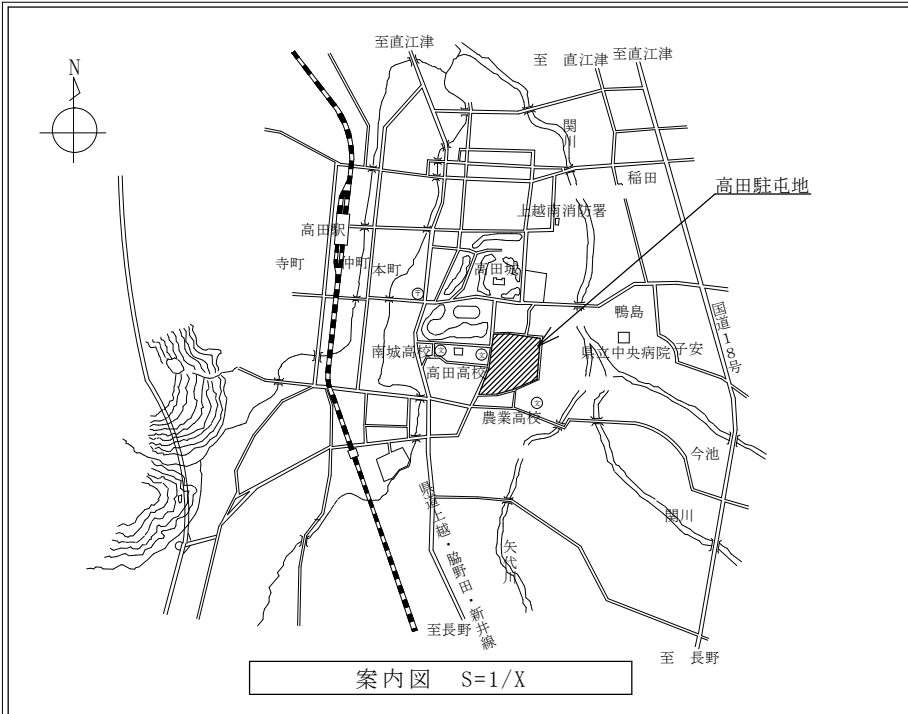 至直江津
至 直江津
至直江津
N
関川
稲田
高田駐屯地
上越南消防署
高田駅
寺町
仲町
本町
高田城
〒
鴨島
国道18号
南城高校
文
文
県立中央病院
子安
高田高校
文
農業高校
今池
県道上越・脇野田・新井線
関川
矢代川
至長野
至 長野
案内図 S=1/X